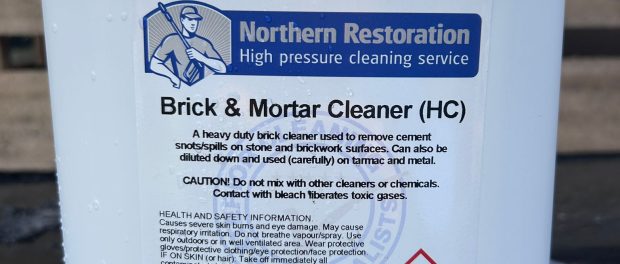 Northern Restoration
High pressure cleaning service
Brick & Mortar Cleaner (HC)
A heavy duty brick cleaner used to remove cement
snots/spills on stone and brickwork surfaces. Can also be
diluted down and used (carefully) on tarmac and metal.
CAUTION! Do not mix with other cleaners or chemicals.
Contact with bleach liberates toxic gases.
HEALTH AND SAFETY INFORMATION
Causes severe skin burns and eye damage. May cause
respiratory irritation. Do not breathe vapour/spray. Use
only outdoors or in well ventilated area. Wear protective
gloves/protective clothing/eye protection/face protection.
IF ON SKIN (or hair): Take off immediately all